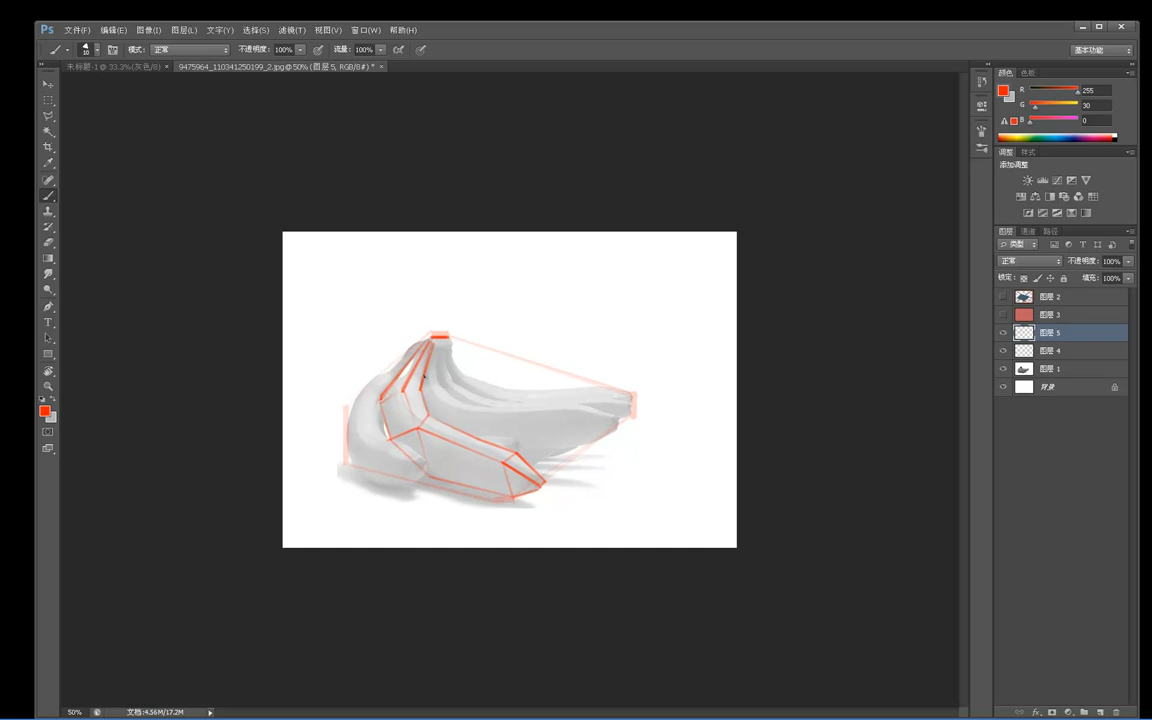 Ps 文件(F) 编辑(E) 图像(I) 图层(L) 文字(Y) 选择(S) 滤镜(T) 视图(V) 窗口(W) 帮助(H)
10 模式: 正常 不透明度: 100% 流量: 100% 基本功能
未标题-1 @ 33.3%(灰色/8) × 9475964_110341250199_2.jpg @ 50% (图层 5, RGB/8#) * ×
颜色 色板
R 255
G 30
B 0
调整 样式
添加调整
图层 通道 路径
类型
正常 不透明度: 100%
锁定: 填充: 100%
图层 2
图层 3
图层 5
图层 4
图层 1
背景
50% 文档:4.56M/17.2M